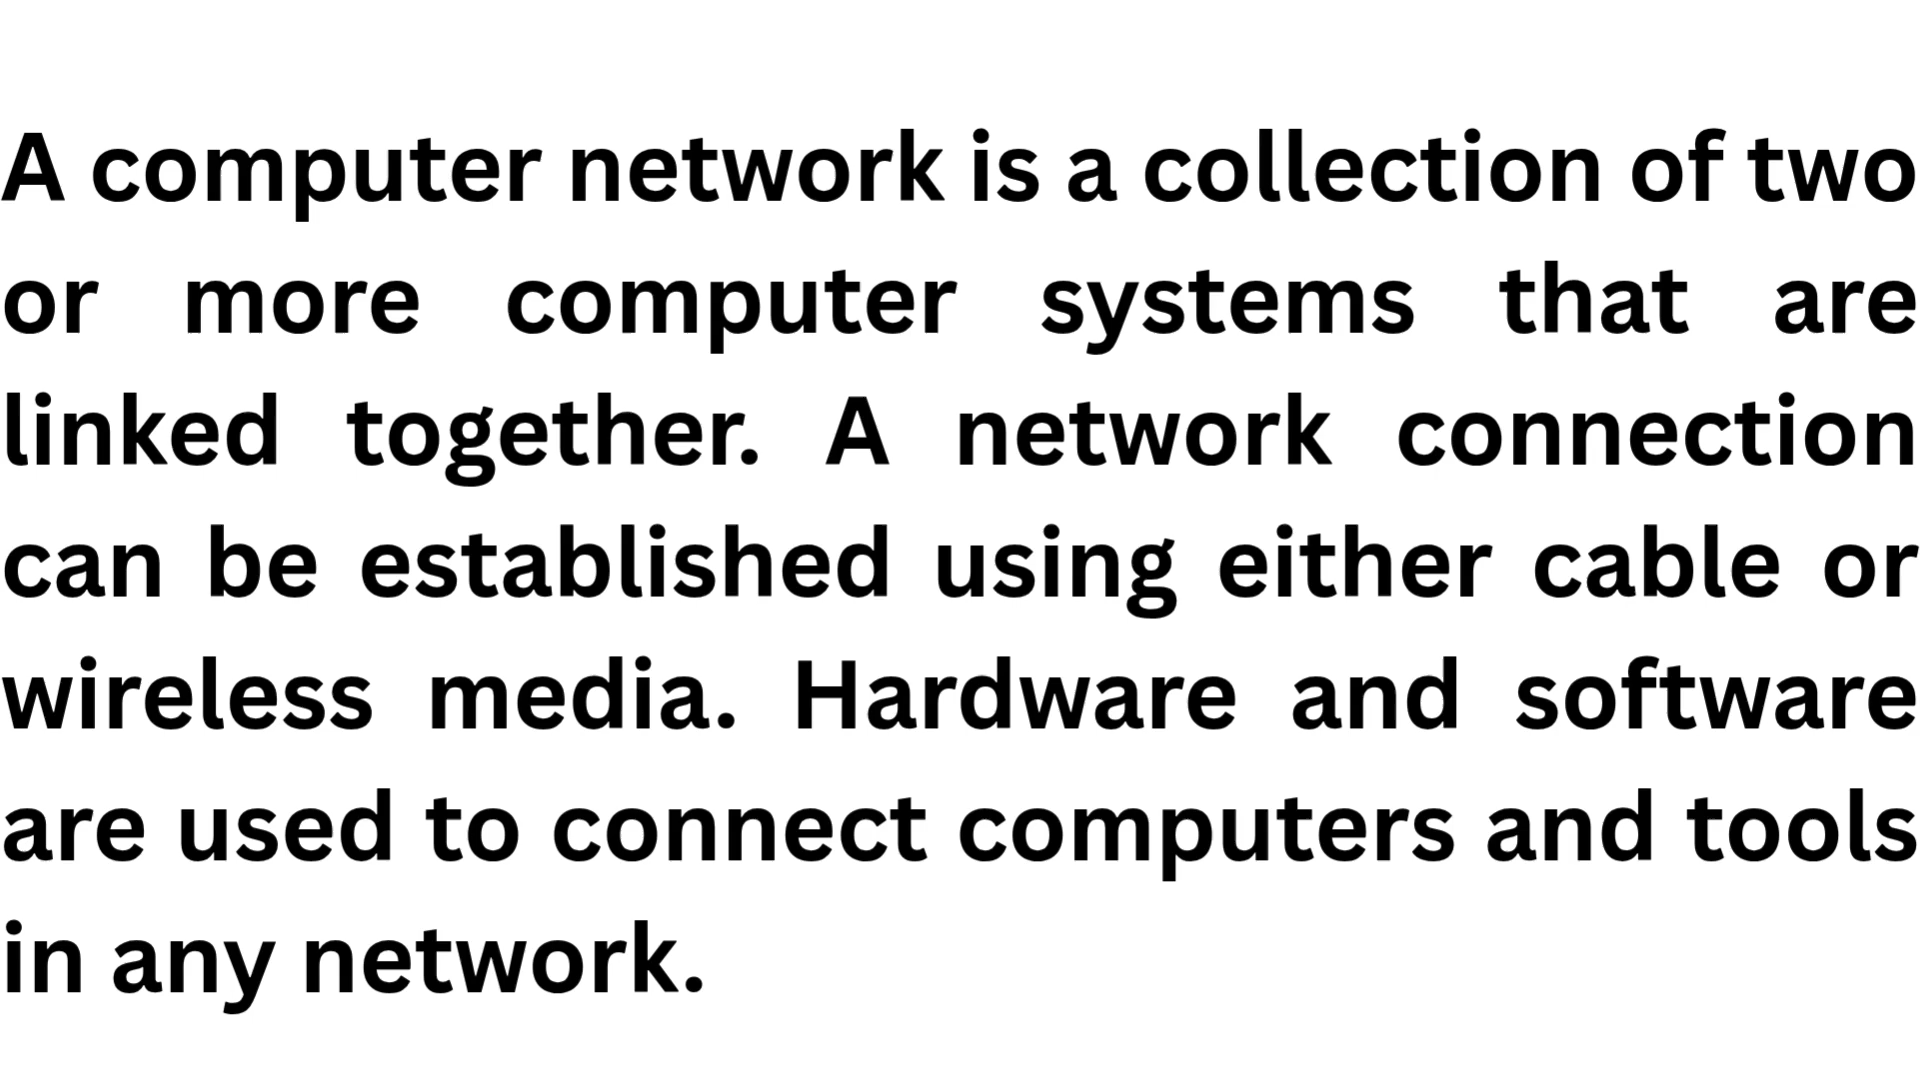 A computer network is a collection of two
or more computer systems that are
linked together. A network connection
can be established using either cable or
wireless media. Hardware and software
are used to connect computers and tools
in any network.